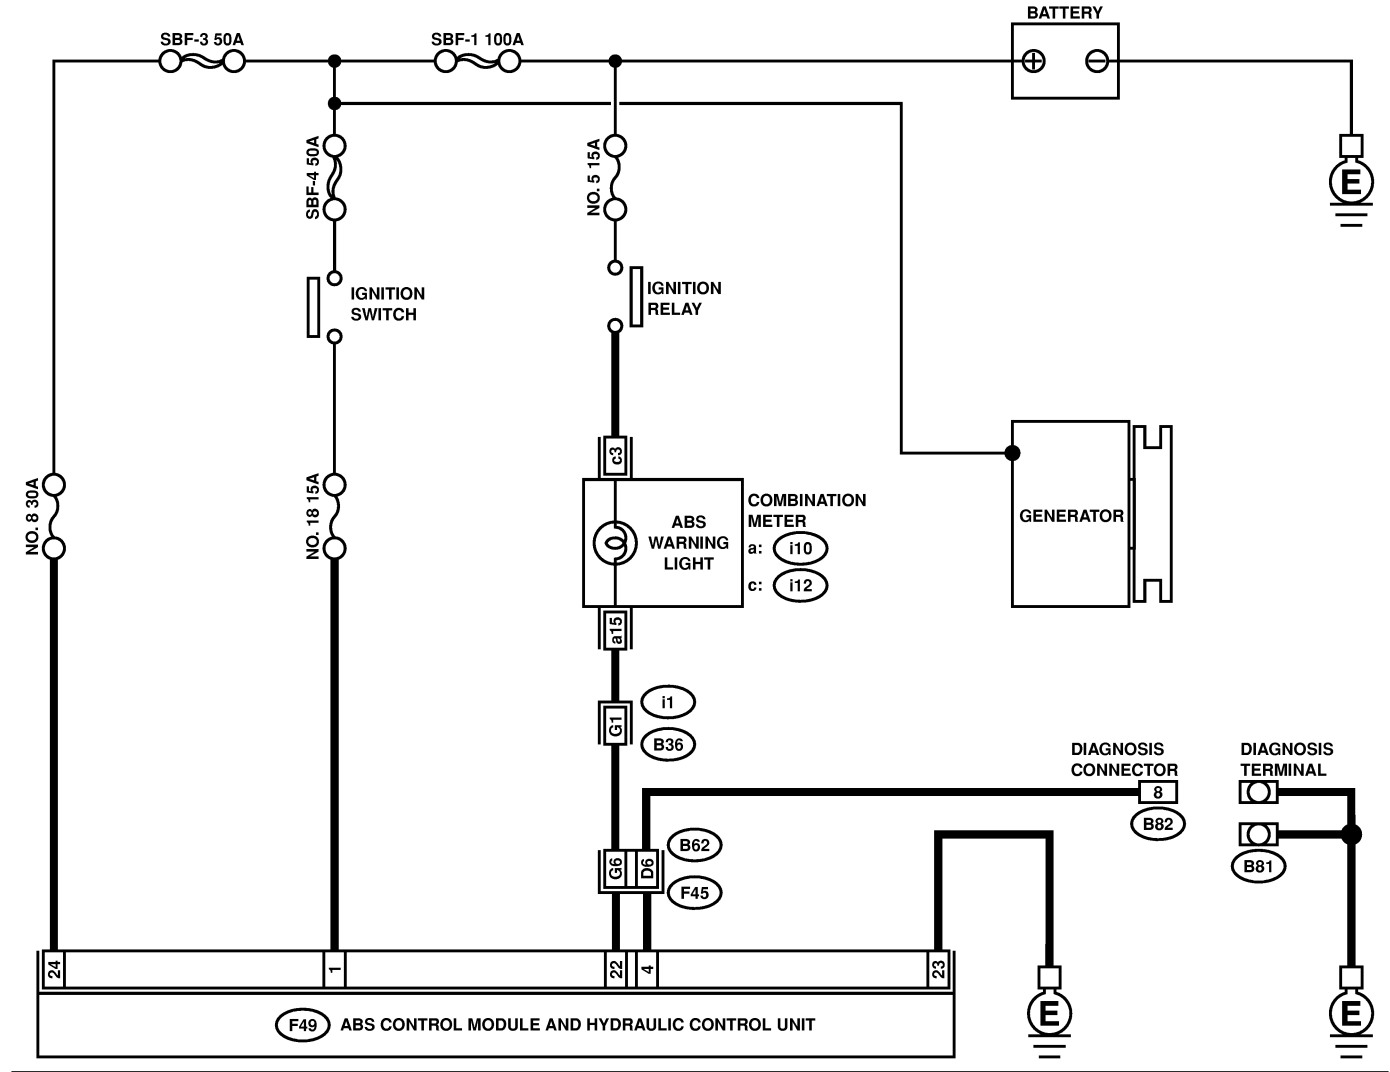 BATTERY
SBF-3 50A
SBF-1 100A
SBF-4 50A
NO. 5 15A
E
IGNITION
SWITCH
IGNITION
RELAY
c3
NO. 8 30A
NO. 18 15A
ABS
WARNING
LIGHT
COMBINATION
METER
a: i10
c: i12
GENERATOR
a15
i1
G1
B36
DIAGNOSIS
CONNECTOR
8
B82
DIAGNOSIS
TERMINAL
B81
B62
G6
D6
F45
24
1
22
4
23
F49 ABS CONTROL MODULE AND HYDRAULIC CONTROL UNIT
E
E